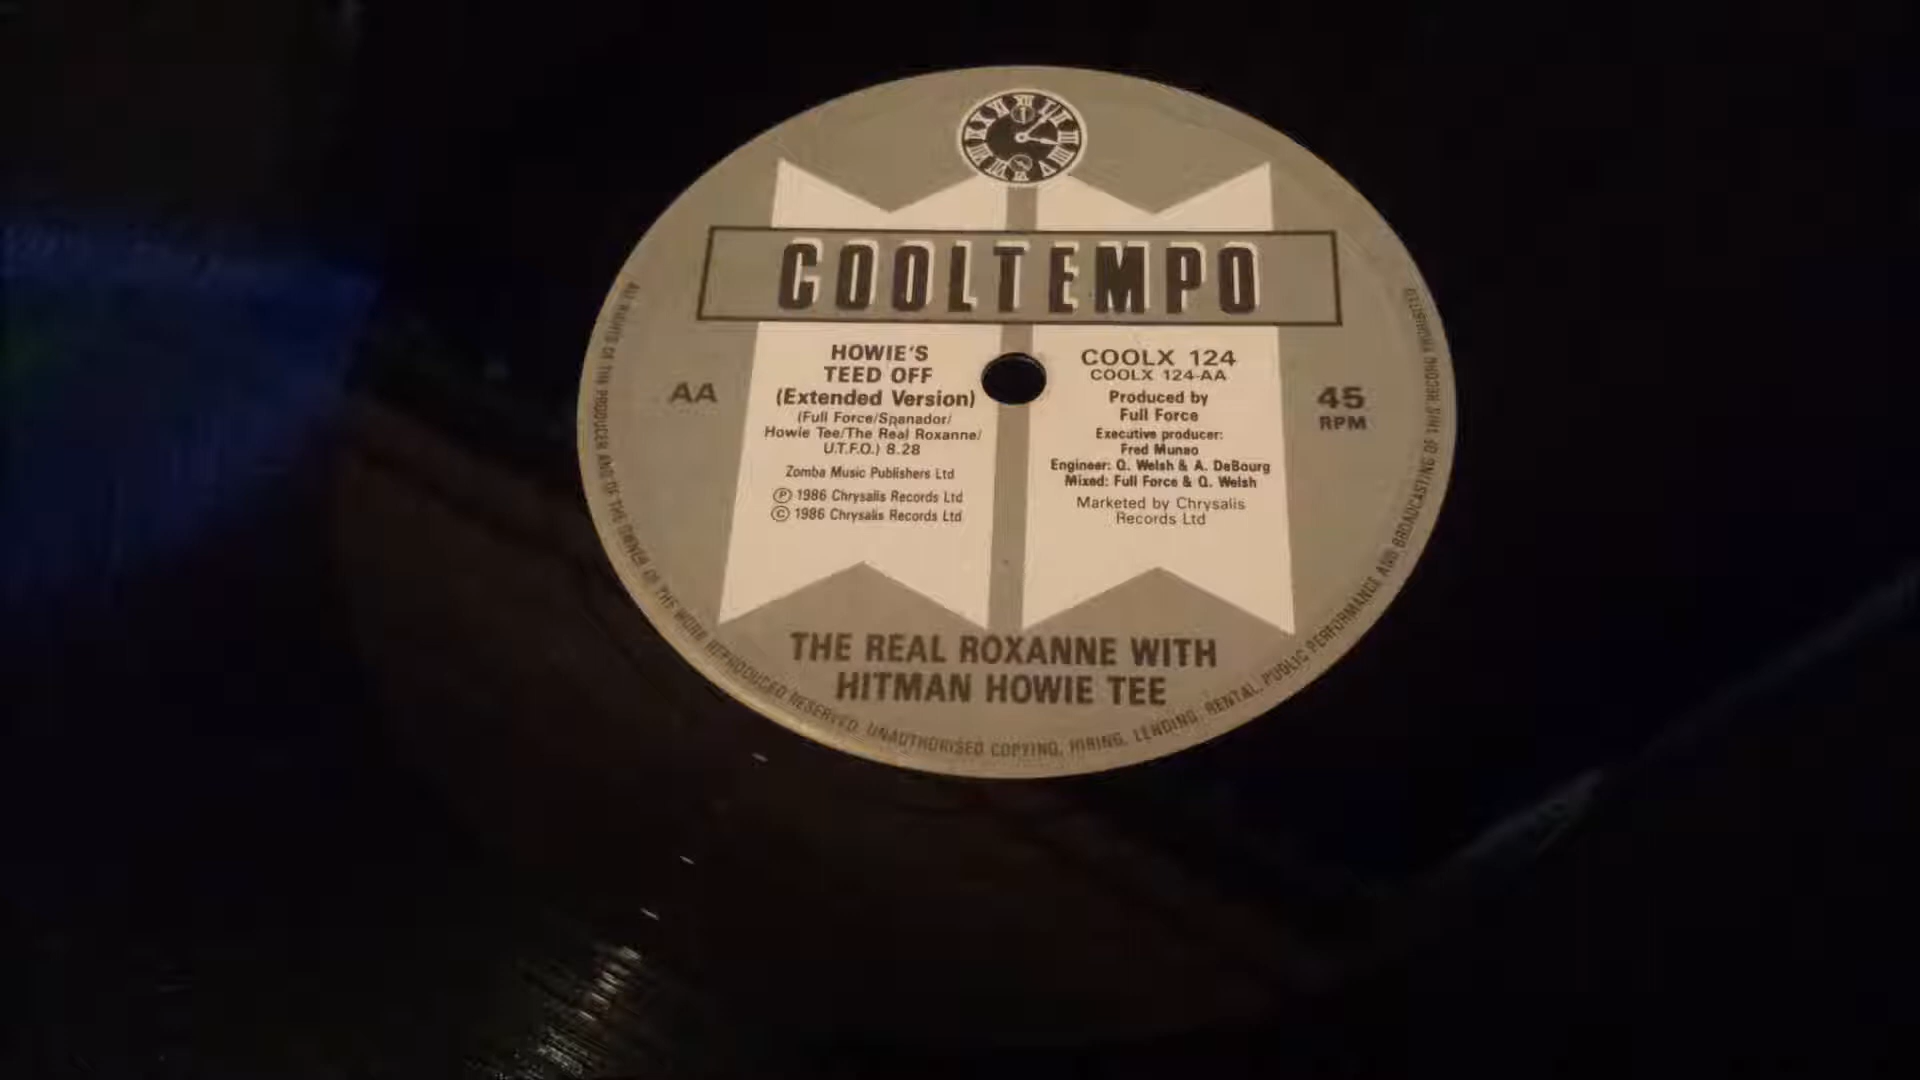 COOLTEMPO
AA
HOWIE'S
TEED OFF
(Extended Version)
(Full Force/Spanador/
Howie Tee/The Real Roxanne/
U.T.F.O.) 8.28
Zomba Music Publishers Ltd
Ⓟ 1986 Chrysalis Records Ltd
© 1986 Chrysalis Records Ltd
COOLX 124
COOLX 124-AA
Produced by
Full Force
Executive producer:
Fred Munao
Engineer: Q. Welsh & A. DeBourg
Mixed: Full Force & Q. Welsh
Marketed by Chrysalis
Records Ltd
45
RPM
THE REAL ROXANNE WITH
HITMAN HOWIE TEE
ALL RIGHTS OF THE PRODUCER AND OF THE OWNER OF THE WORK REPRODUCED RESERVED. UNAUTHORISED COPYING, HIRING, LENDING, RENTAL, PUBLIC PERFORMANCE AND BROADCASTING OF THIS RECORD PROHIBITED